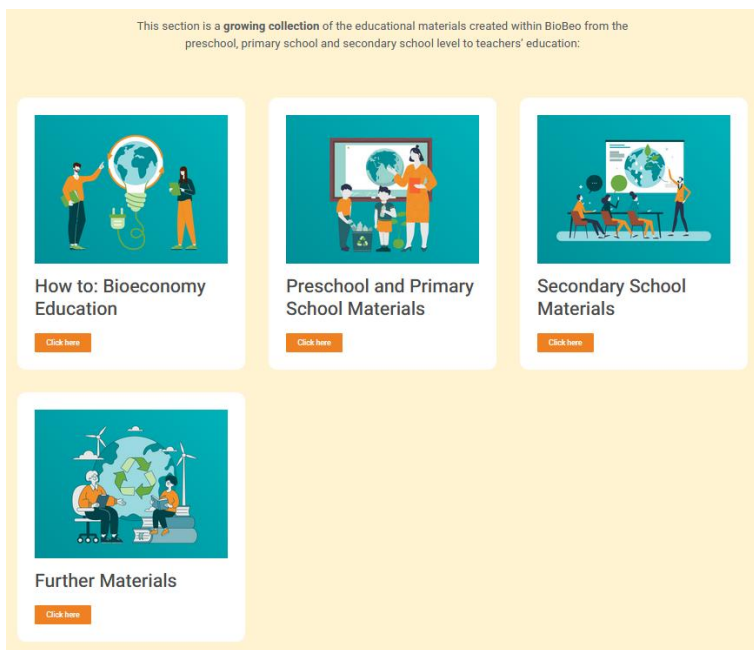 This section is a growing collection of the educational materials created within BioBeo from the
preschool, primary school and secondary school level to teachers' education:
How to: Bioeconomy
Education
Click here
Preschool and Primary
School Materials
Click here
Secondary School
Materials
Click here
Further Materials
Click here